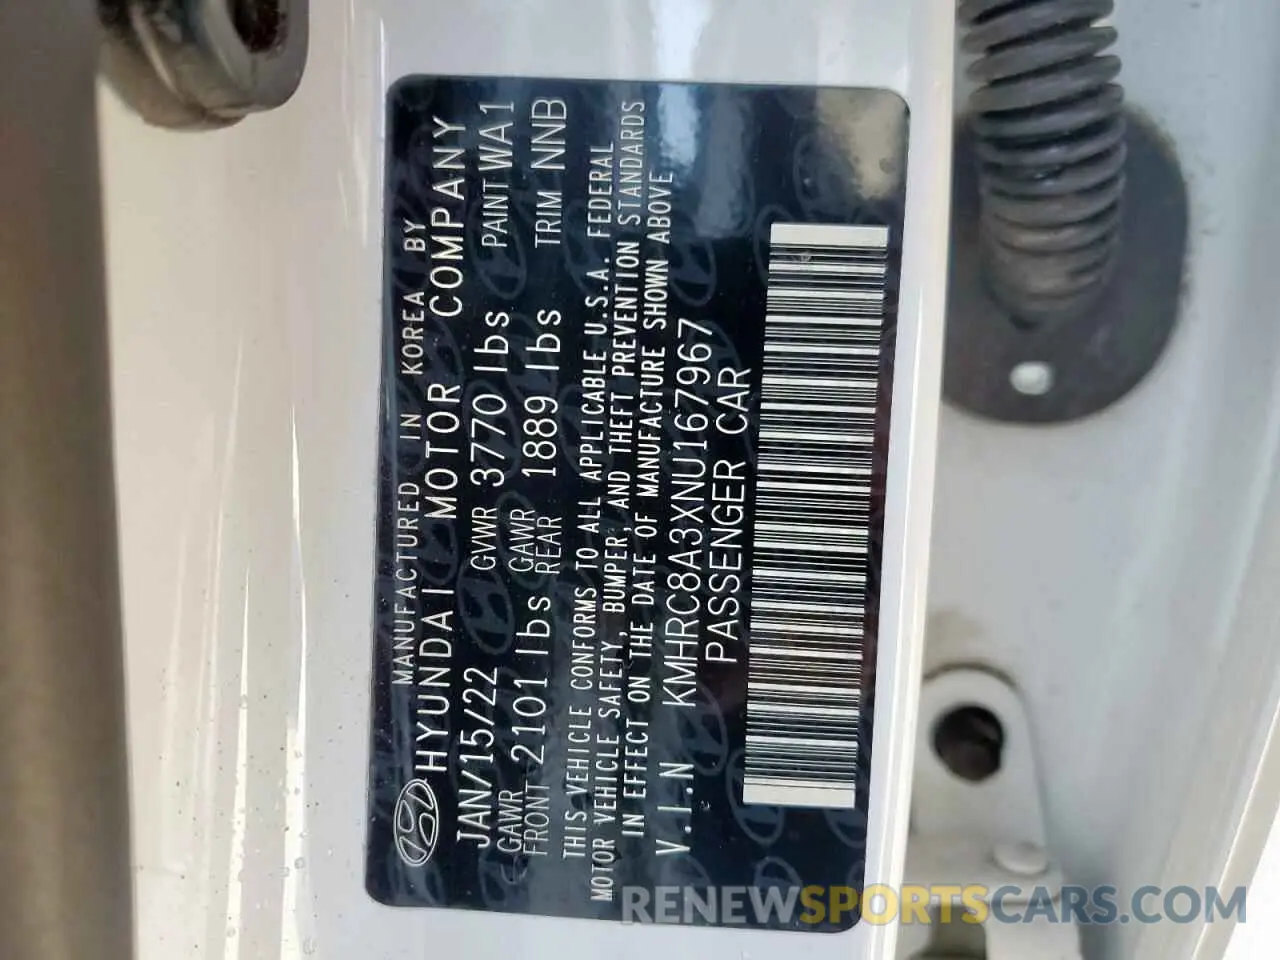 MANUFACTURED IN KOREA BY
HYUNDAI MOTOR COMPANY
JAN/15/22 GVWR 3770 lbs PAINT WA1
GAWR FRONT 2101 lbs GAWR REAR 1889 lbs TRIM NNB
THIS VEHICLE CONFORMS TO ALL APPLICABLE U.S.A. FEDERAL
MOTOR VEHICLE SAFETY, BUMPER, AND THEFT PREVENTION STANDARDS
IN EFFECT ON THE DATE OF MANUFACTURE SHOWN ABOVE.
V.I.N KMHRC8A3XNU167967
PASSENGER CAR
RENEWSPORTSCARS.COM